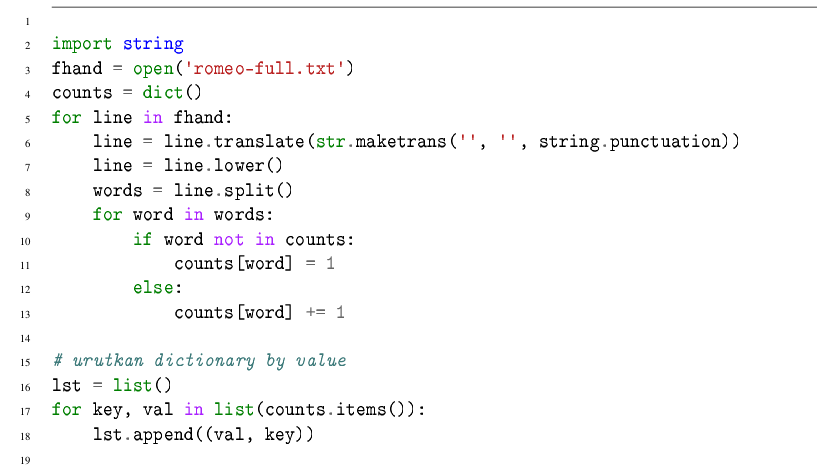 1
2 import string
3 fhand = open('romeo-full.txt')
4 counts = dict()
5 for line in fhand:
6     line = line.translate(str.maketrans('', '', string.punctuation))
7     line = line.lower()
8     words = line.split()
9     for word in words:
10         if word not in counts:
11             counts[word] = 1
12         else:
13             counts[word] += 1
14
15 # urutkan dictionary by value
16 lst = list()
17 for key, val in list(counts.items()):
18     lst.append((val, key))
19